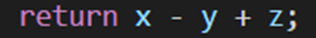 return x - y + z;